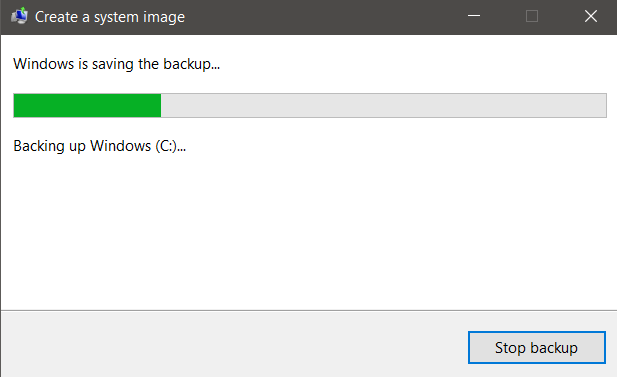 Create a system image
Windows is saving the backup...
Backing up Windows (C:)...
Stop backup